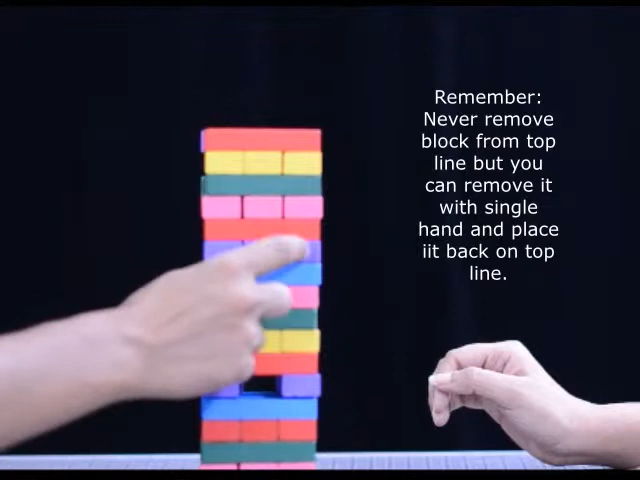 Remember:
Never remove
block from top
line but you
can remove it
with single
hand and place
iit back on top
line.